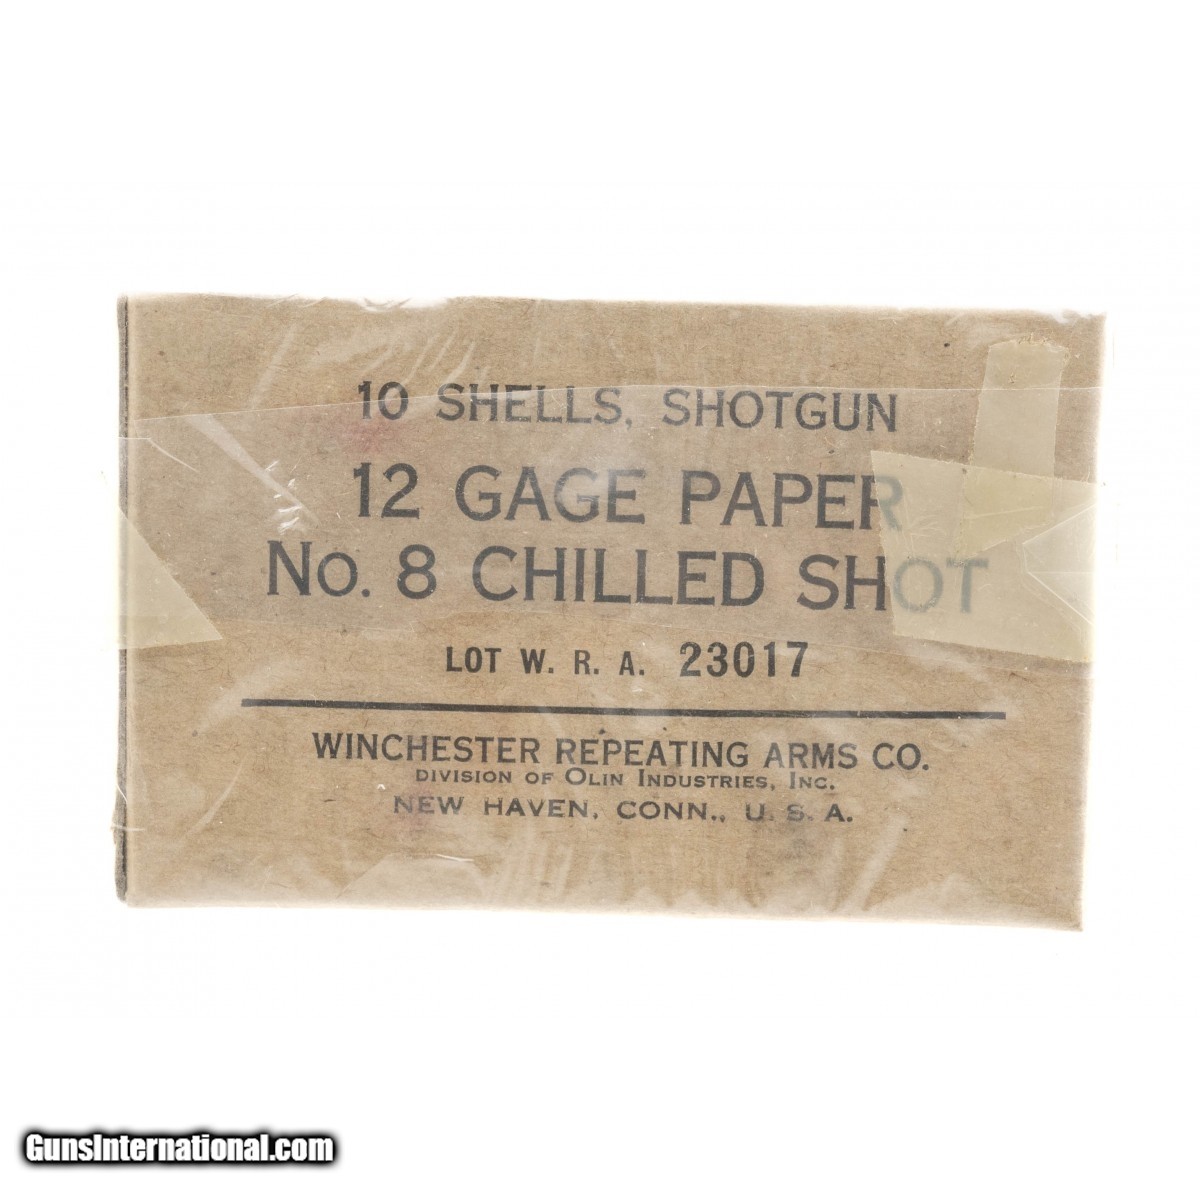 10 SHELLS, SHOTGUN
12 GAGE PAPER
No. 8 CHILLED SHOT
LOT W. R. A. 23017
WINCHESTER REPEATING ARMS CO.
DIVISION OF OLIN INDUSTRIES, INC.
NEW HAVEN, CONN., U. S. A.
GunsInternational.com